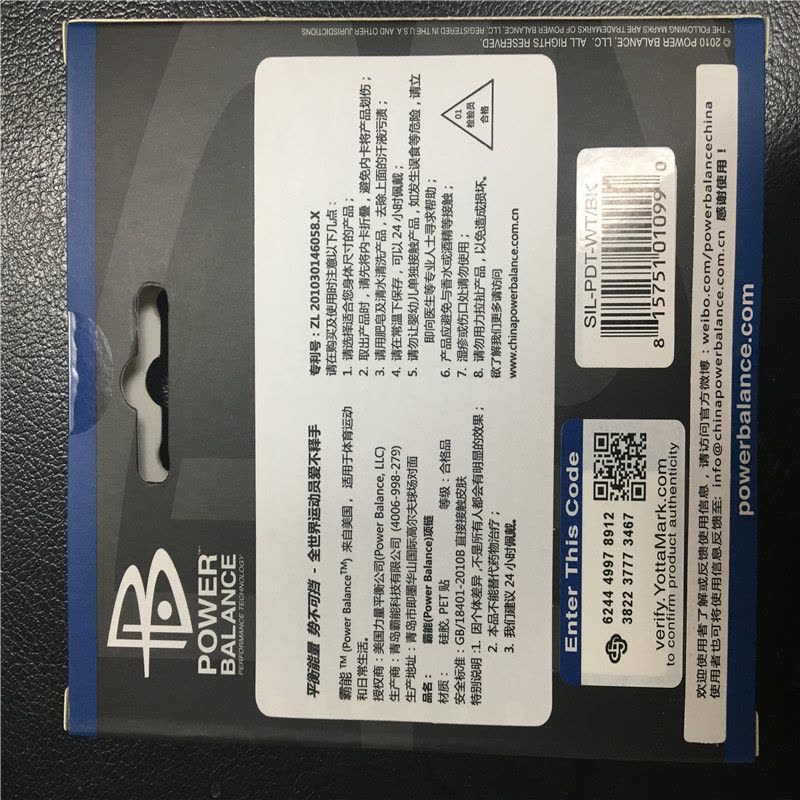 POWER
BALANCE™
PERFORMANCE TECHNOLOGY
平衡能量 势不可挡 - 全世界运动员爱不释手
霸能™ (Power Balance™) 来自美国，适用于体育运动
和日常生活。
授权商：美国力量平衡公司(Power Balance, LLC)
生产商：青岛霸能科技有限公司 (4006-998-279)
生产地址：青岛市即墨华山国际高尔夫球场对面
品名： 霸能(Power Balance)项链
材质： 硅胶, PET 贴 等级：合格品
安全标准：GB/18401-2010B 直接接触皮肤
特别说明：1. 因个体差异,不是所有人都会有明显的效果；
2. 本品不能替代药物治疗；
3. 我们建议 24 小时佩戴。
专利号：ZL 201030146058.X
请在购买及使用时注意以下几点：
1. 请选择适合您身体尺寸的产品；
2. 取出产品时，请先将内卡折叠，避免内卡将产品划伤；
3. 请用肥皂及清水清洗产品，去除上面的汗液污渍；
4. 请在常温下保存，可以 24 小时佩戴；
5. 请勿让婴幼儿单独接触产品，如发生误食等危险，请立
即向医生等专业人士寻求帮助；
6. 产品应避免与香水或酒精等接触；
7. 湿疹或伤口处请勿使用；
8. 请勿用力拉扯产品，以免造成损坏。
欲了解我们更多请访问
www.chinapowerbalance.com.cn
01
检验员
合格
Enter This Code
6244 4997 8912
3822 3777 3467
verify.YottaMark.com
to confirm product authenticity
SIL-PDT-WT/BK
8 15751 01099 0
欢迎使用者了解或反馈使用信息，请访问官方微博：weibo.com/powerbalancechina
使用者也可将使用信息反馈至: info@chinapowerbalance.com.cn 感谢使用！
powerbalance.com
© 2010 POWER BALANCE, LLC. ALL RIGHTS RESERVED.
* THE FOLLOWING MARKS ARE TRADEMARKS OF POWER BALANCE, LLC. REGISTERED IN THE U.S.A AND OTHER JURISDICTIONS